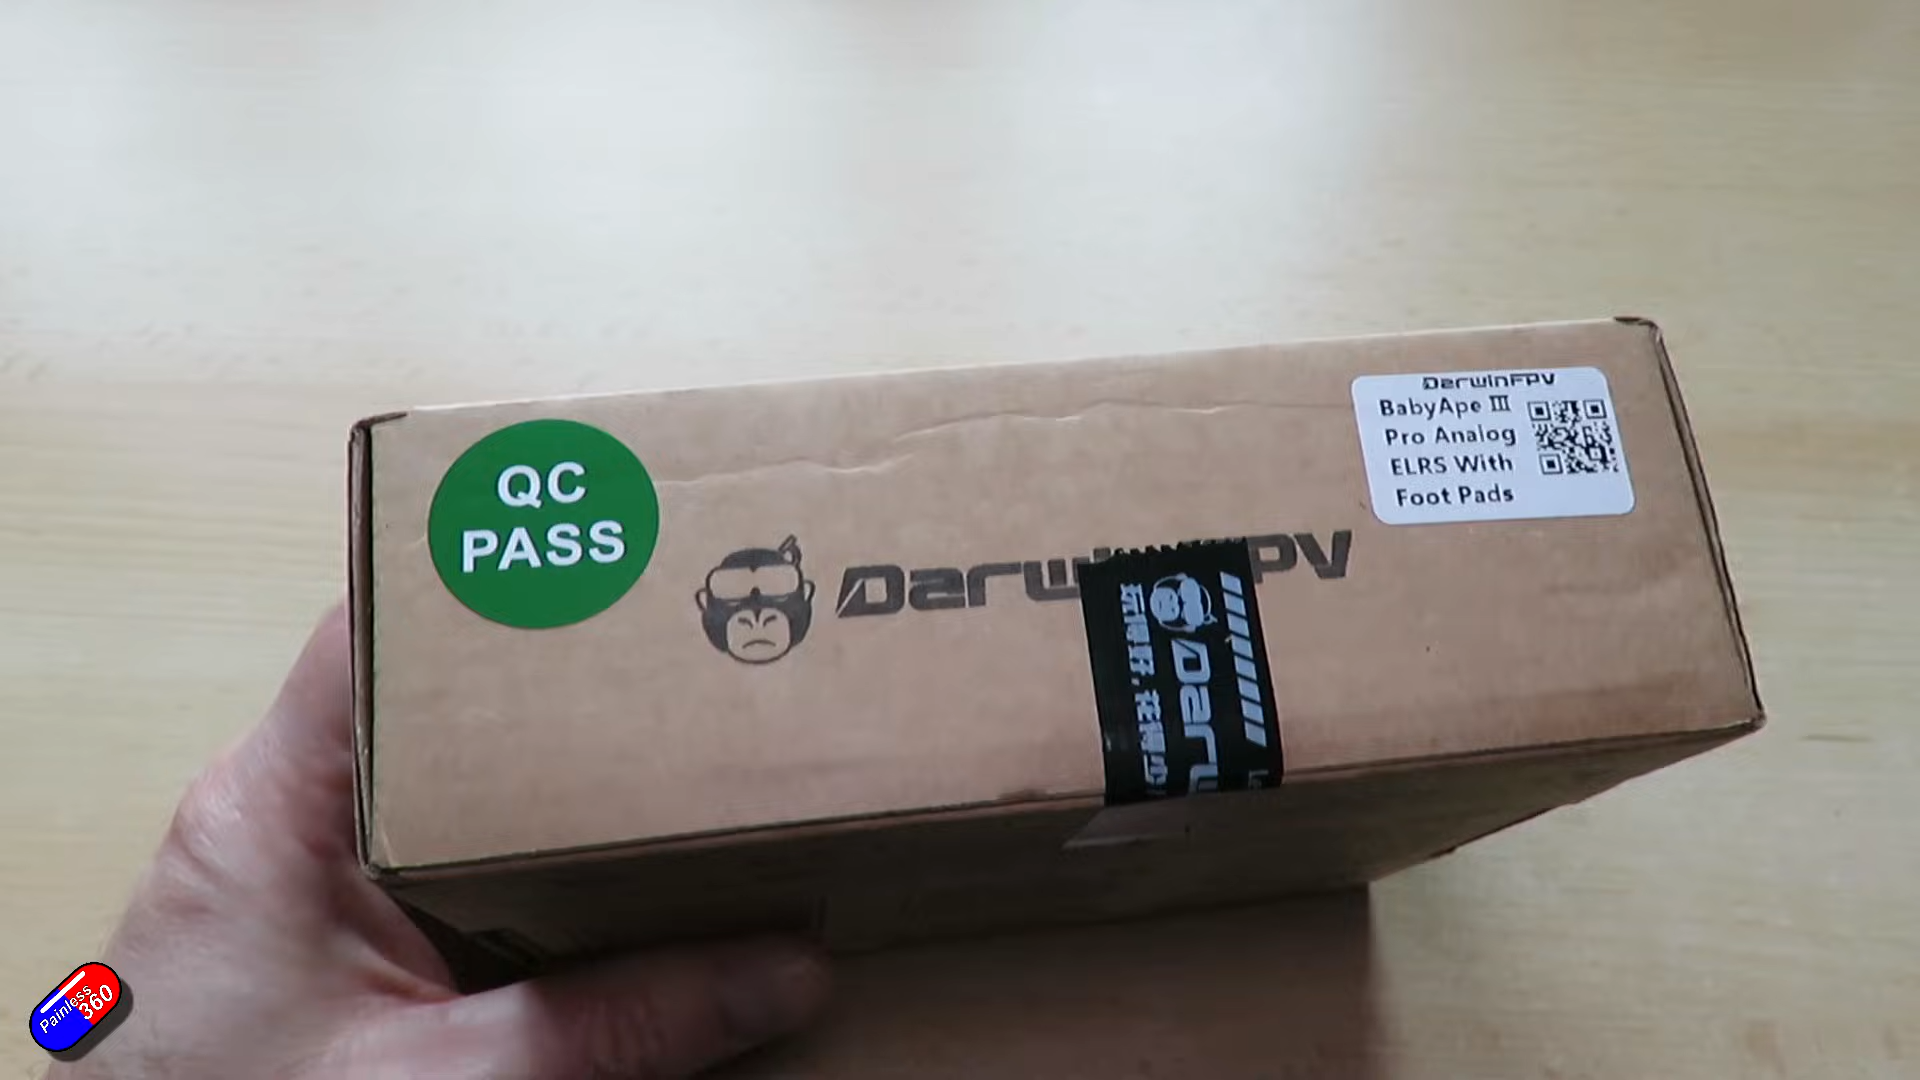 QC
PASS
DarwinFPV
BabyApe III
Pro Analog
ELRS With
Foot Pads
Painless
360